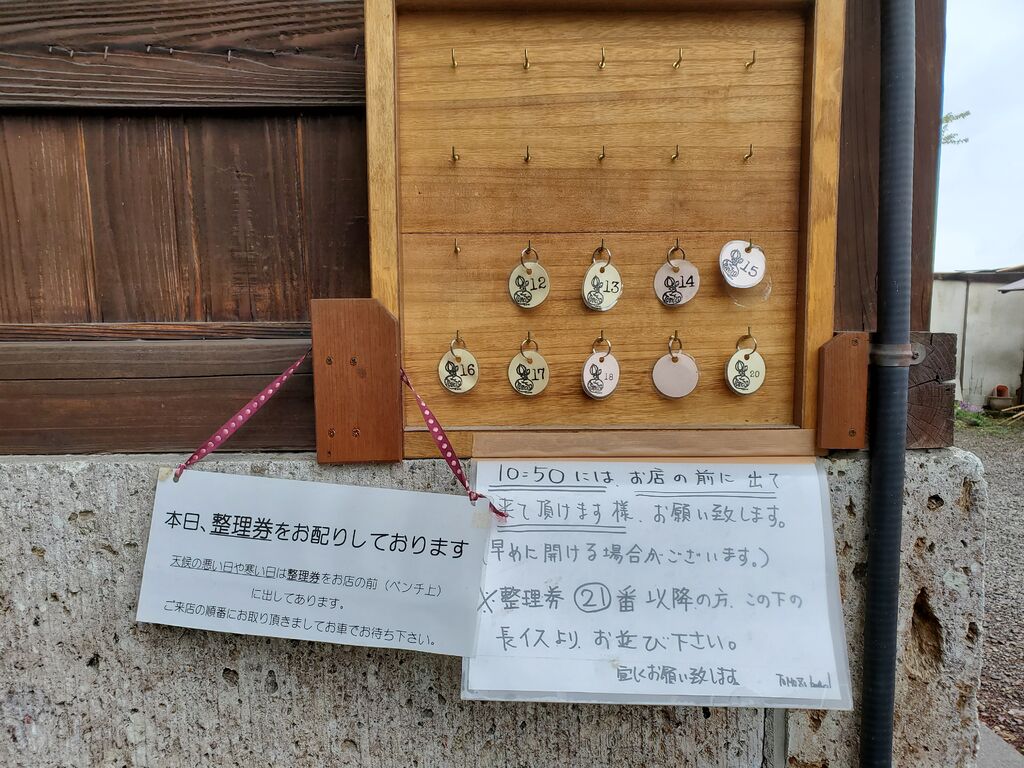 12
13
14
15
16
17
18
20
本日、整理券をお配りしております
天候の悪い日や寒い日は整理券をお店の前(ベンチ上)
に出してあります。
ご来店の順番にお取り頂きましてお車でお待ち下さい。
10:50には、お店の前に出て
来て頂けます様、お願い致します。
(早めに開ける場合がございます。)
※整理券㉑番以降の方、この下の
長イスより、お並び下さい。
宜しくお願い致します